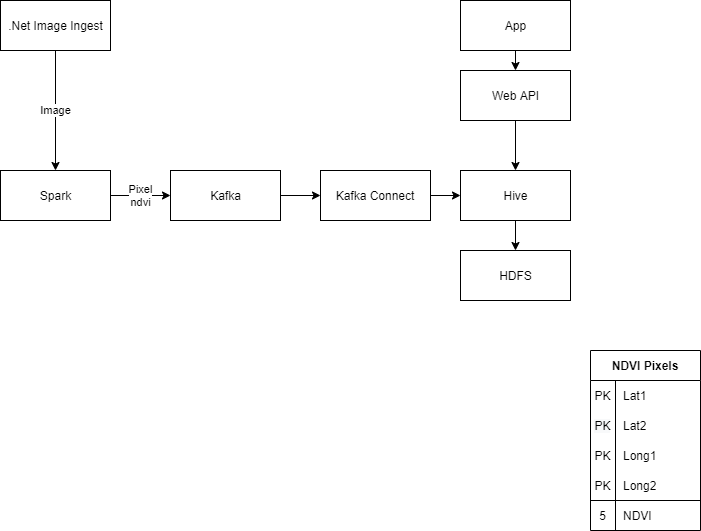 .Net Image Ingest
App
Web API
Image
Spark
Pixel
ndvi
Kafka
Kafka Connect
Hive
HDFS
NDVI Pixels
PK Lat1
PK Lat2
PK Long1
PK Long2
5 NDVI